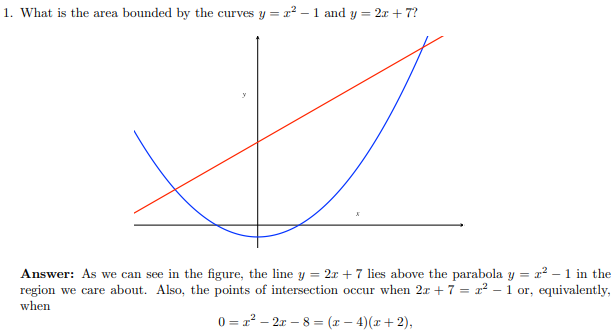 1. What is the area bounded by the curves y = x² − 1 and y = 2x + 7?
y
x
Answer: As we can see in the figure, the line y = 2x + 7 lies above the parabola y = x² − 1 in the
region we care about. Also, the points of intersection occur when 2x + 7 = x² − 1 or, equivalently,
when
0 = x² − 2x − 8 = (x − 4)(x + 2),